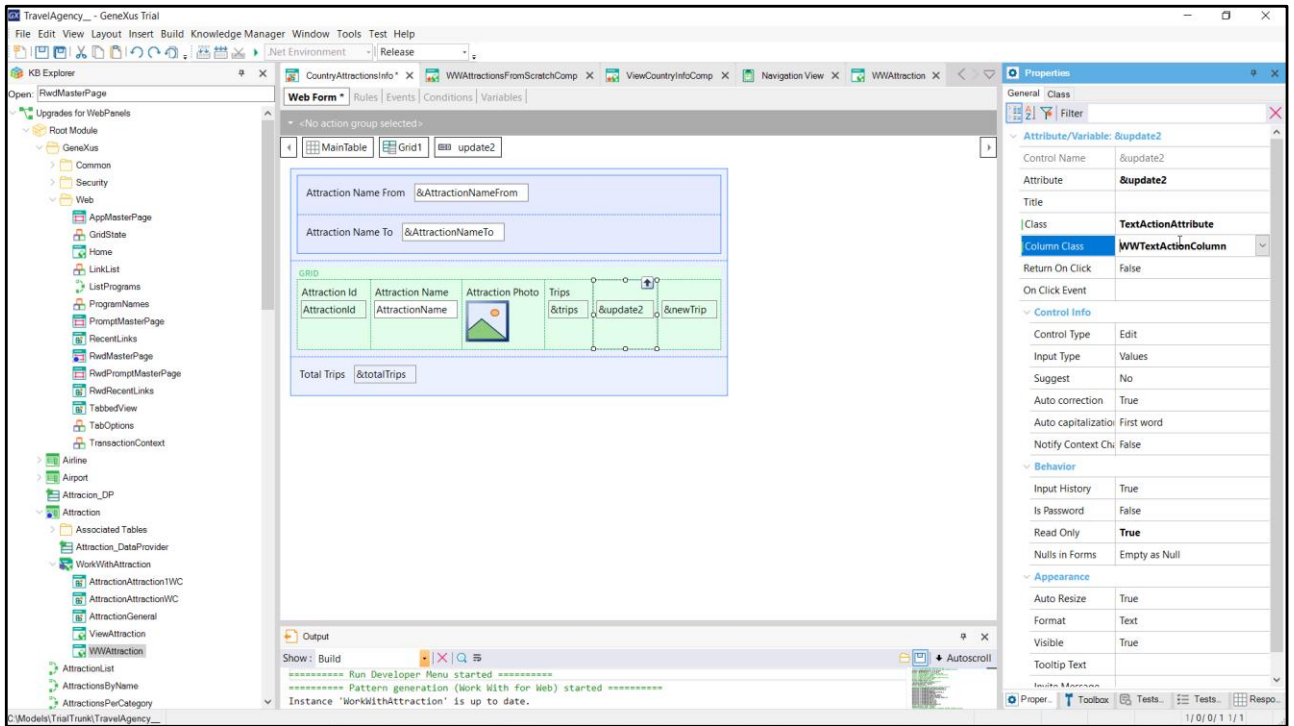 TravelAgency__ - GeneXus Trial
File Edit View Layout Insert Build Knowledge Manager Window Tools Test Help
.Net Environment Release
KB Explorer
Open: RwdMasterPage
Upgrades for WebPanels
Root Module
GeneXus
Common
Security
Web
AppMasterPage
GridState
Home
LinkList
ListPrograms
ProgramNames
PromptMasterPage
RecentLinks
RwdMasterPage
RwdPromptMasterPage
RwdRecentLinks
TabbedView
TabOptions
TransactionContext
Airline
Airport
Attracion_DP
Attraction
Associated Tables
Attraction_DataProvider
WorkWithAttraction
AttractionAttraction1WC
AttractionAttractionWC
AttractionGeneral
ViewAttraction
WWAttraction
AttractionList
AttractionsByName
AttractionsPerCategory
CountryAttractionsInfo * WWAttractionsFromScratchComp ViewCountryInfoComp Navigation View WWAttraction
Web Form * Rules Events Conditions Variables
<No action group selected>
MainTable Grid1 update2
Attraction Name From &AttractionNameFrom
Attraction Name To &AttractionNameTo
GRID
Attraction Id Attraction Name Attraction Photo Trips
AttractionId AttractionName &trips &update2 &newTrip
Total Trips &totalTrips
Output
Show: Build Autoscroll
========== Run Developer Menu started ==========
========== Pattern generation (Work With for Web) started ==========
Instance 'WorkWithAttraction' is up to date.
Properties
General Class
Filter
Attribute/Variable: &update2
Control Name &update2
Attribute &update2
Title
Class TextActionAttribute
Column Class WWTextActionColumn
Return On Click False
On Click Event
Control Info
Control Type Edit
Input Type Values
Suggest No
Auto correction True
Auto capitalizatio First word
Notify Context Cha False
Behavior
Input History True
Is Password False
Read Only True
Nulls in Forms Empty as Null
Appearance
Auto Resize True
Format Text
Visible True
Tooltip Text
Invite Message
Proper... Toolbox Tests... Tests... Respo...
C:\Models\TrialTrunk\TravelAgency__ 1/0/0/1 1/1